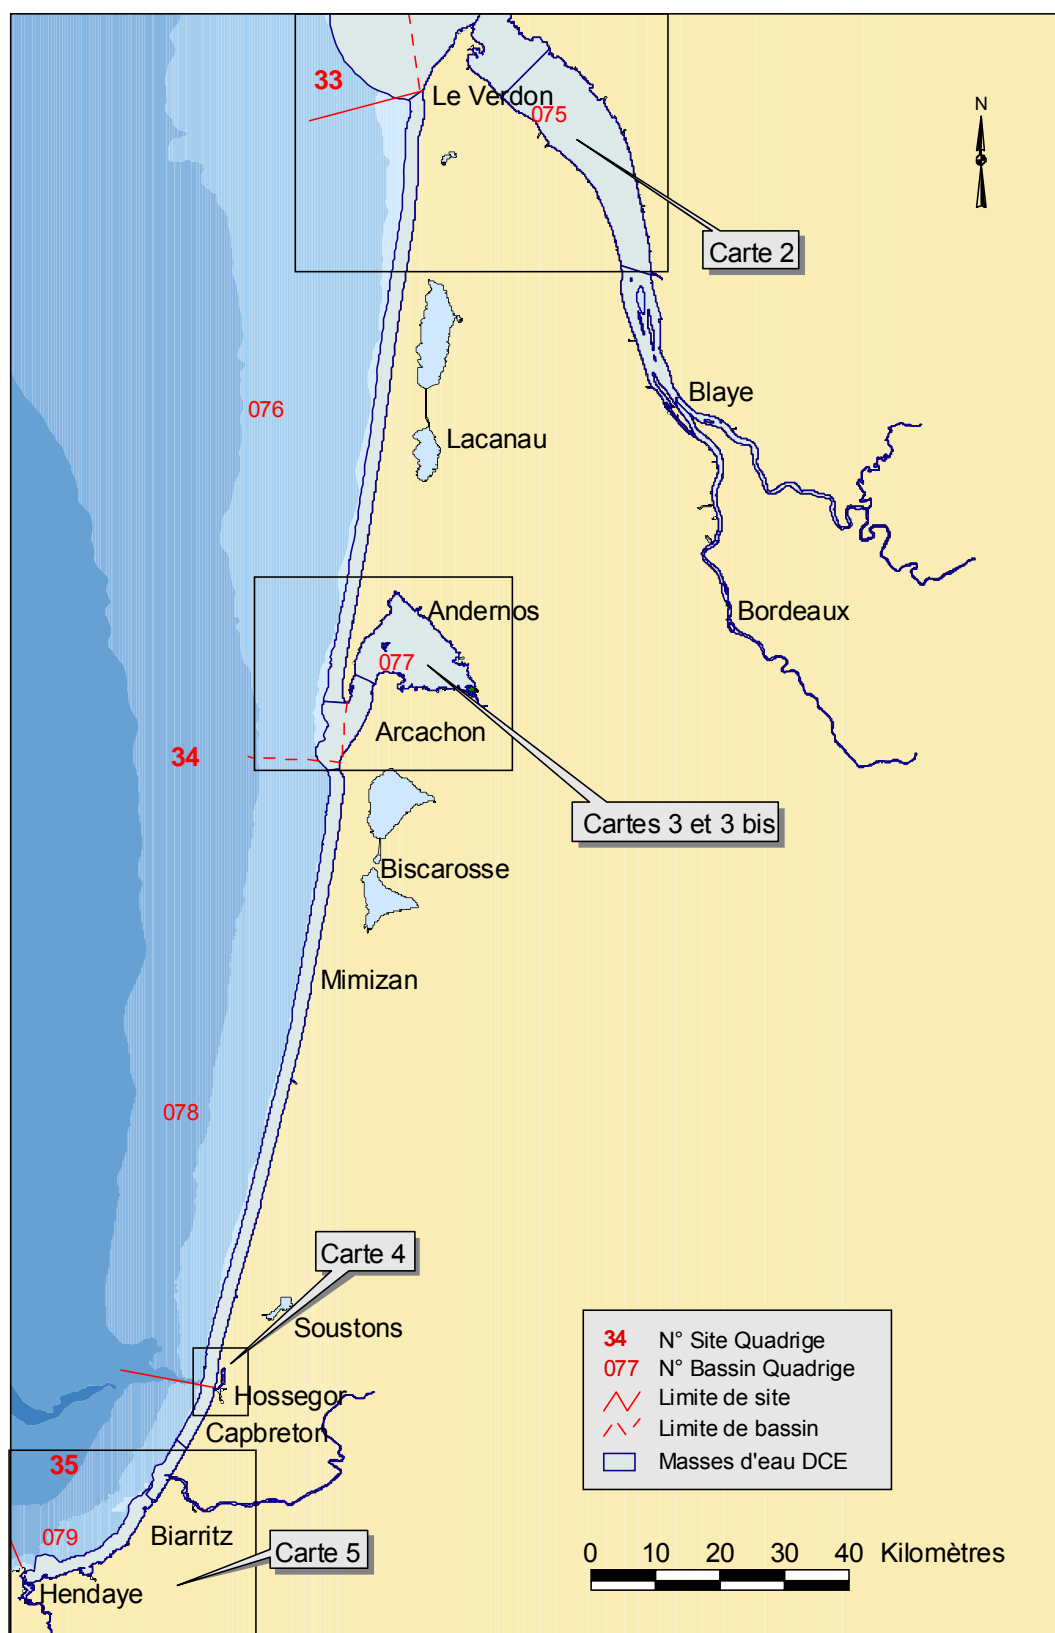 33
Le Verdon
075
N
Carte 2
Blaye
076
Lacanau
Andernos
Bordeaux
077
Arcachon
34
Cartes 3 et 3 bis
Biscarosse
Mimizan
078
Carte 4
Soustons
Hossegor
Capbreton
35
079
Biarritz
Carte 5
Hendaye
34 N° Site Quadrige
077 N° Bassin Quadrige
Limite de site
Limite de bassin
Masses d'eau DCE
0 10 20 30 40 Kilomètres